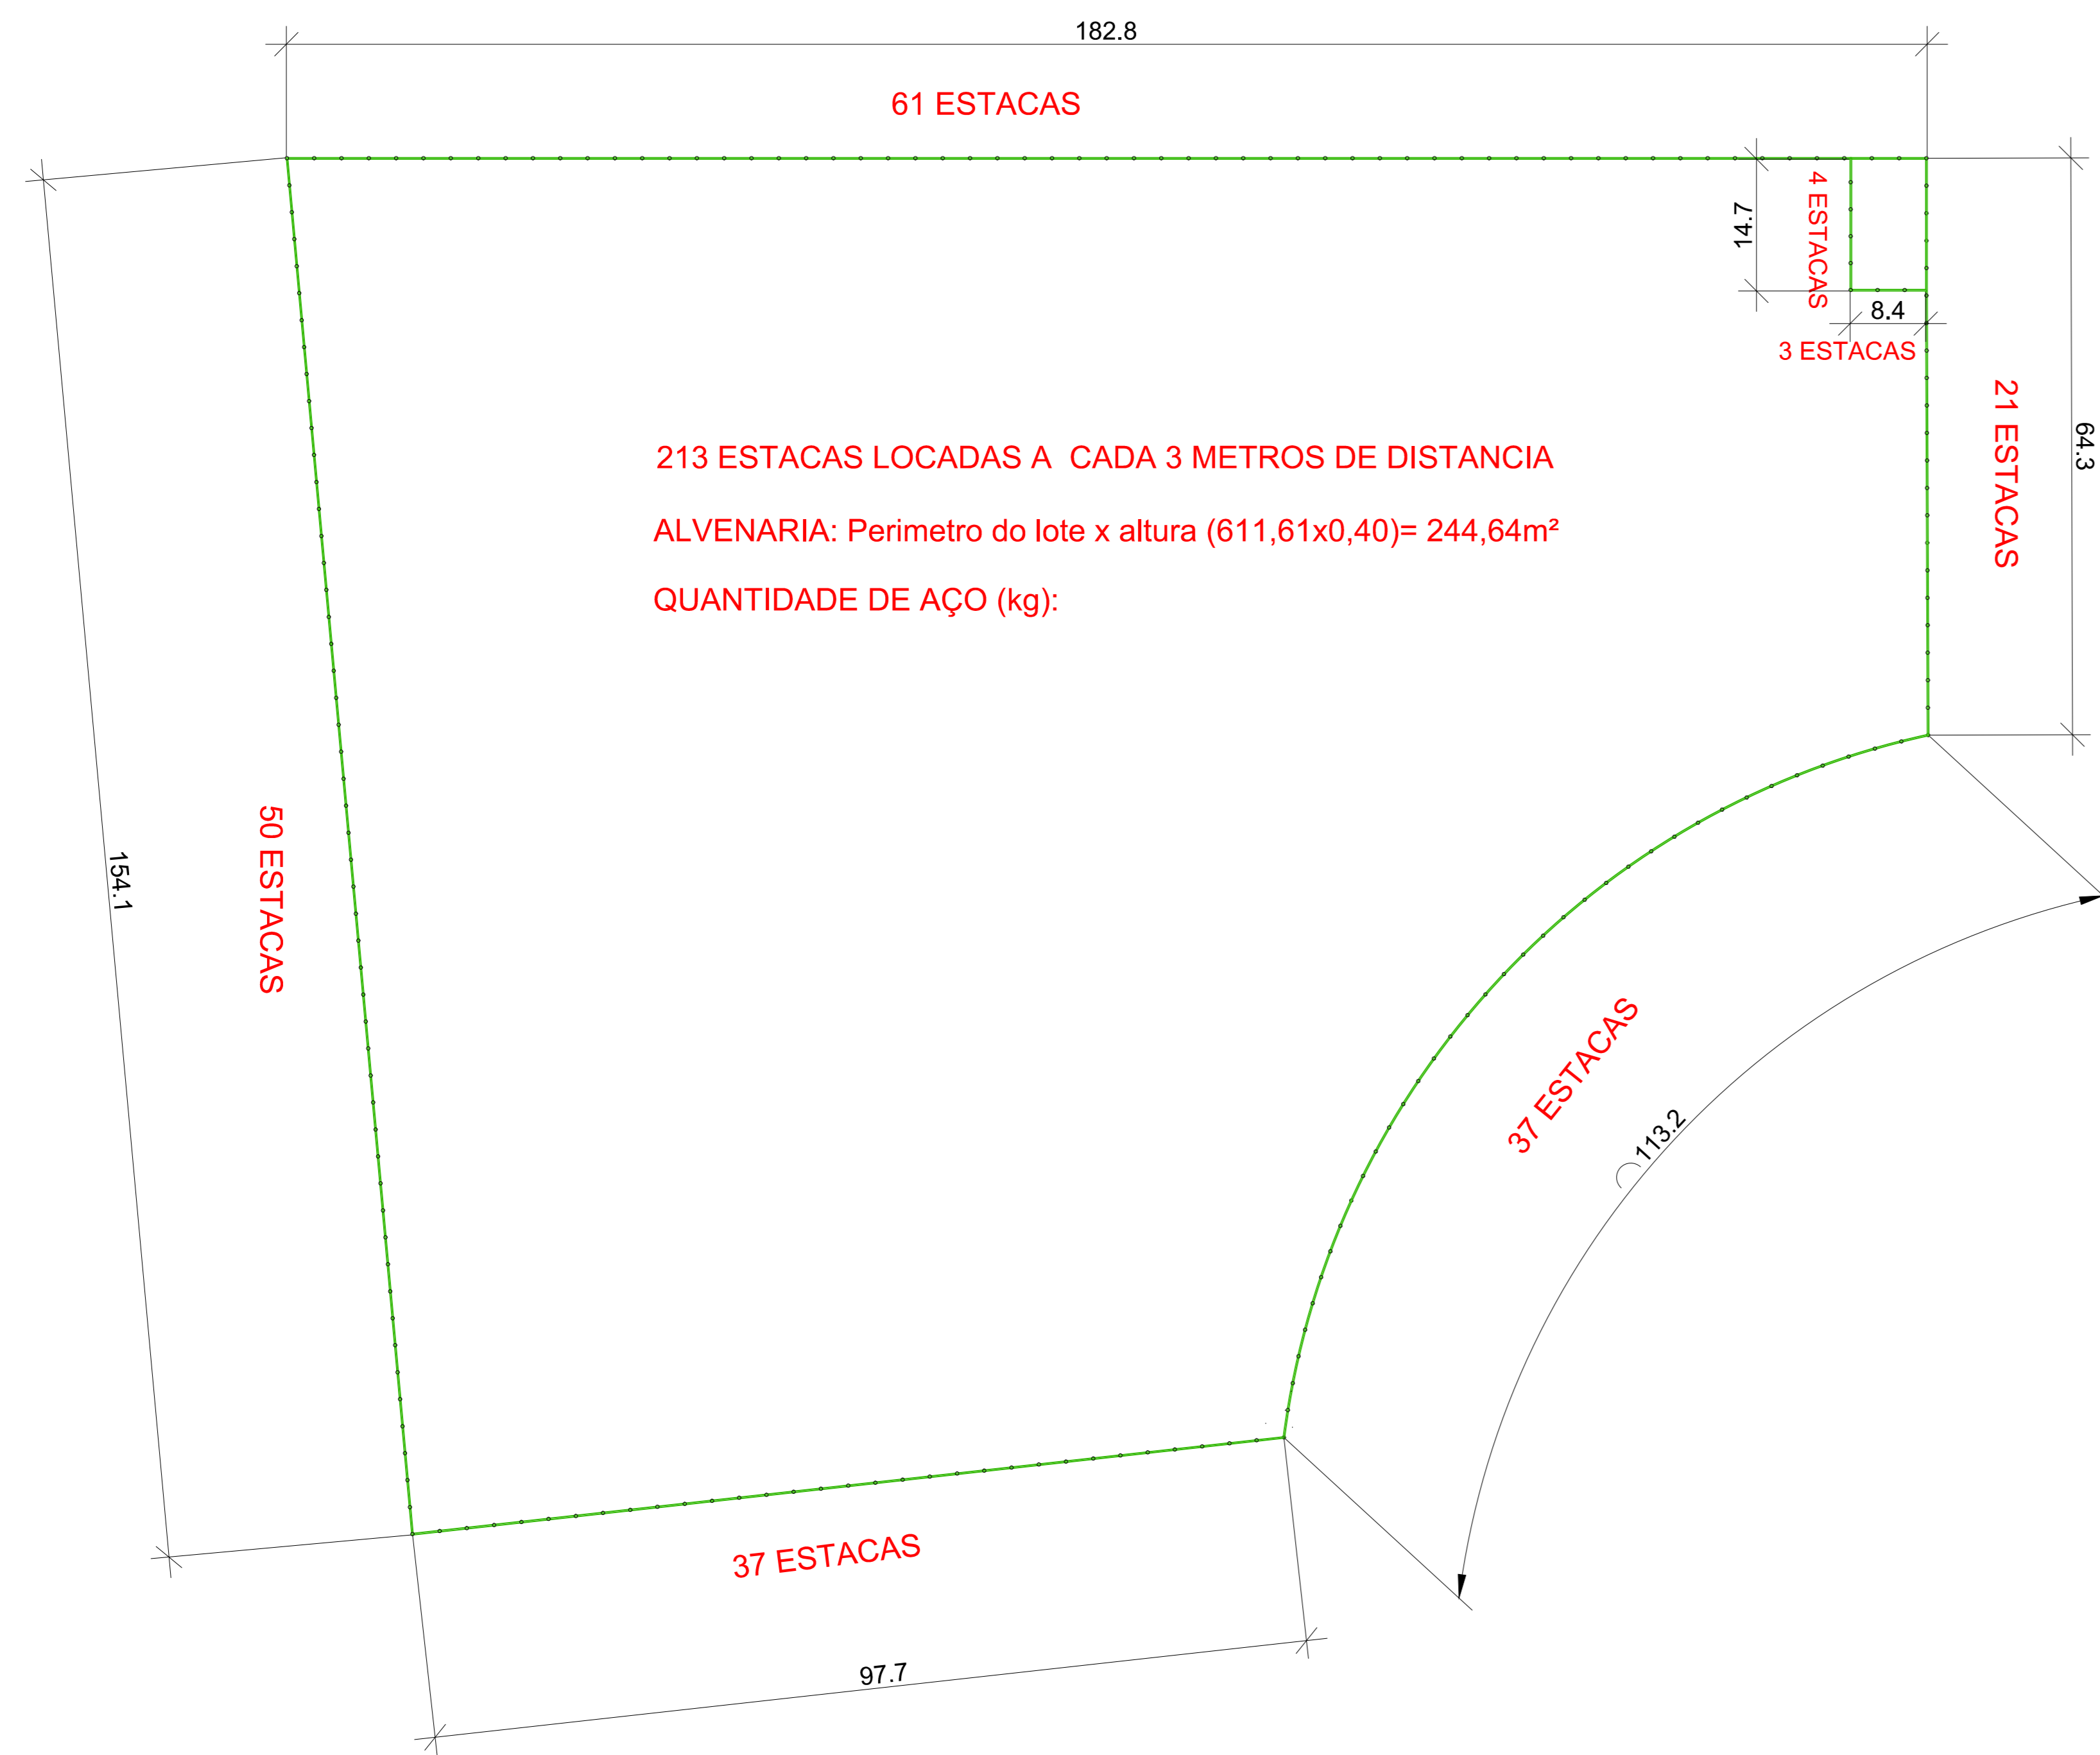 182.8
61 ESTACAS
14.7
4 ESTACAS
8.4
3 ESTACAS
21 ESTACAS
64.3
213 ESTACAS LOCADAS A  CADA 3 METROS DE DISTANCIA
ALVENARIA: Perimetro do lote x altura (611,61x0,40)= 244,64m²
QUANTIDADE DE AÇO (kg):
154.1
50 ESTACAS
37 ESTACAS
113.2
37 ESTACAS
97.7